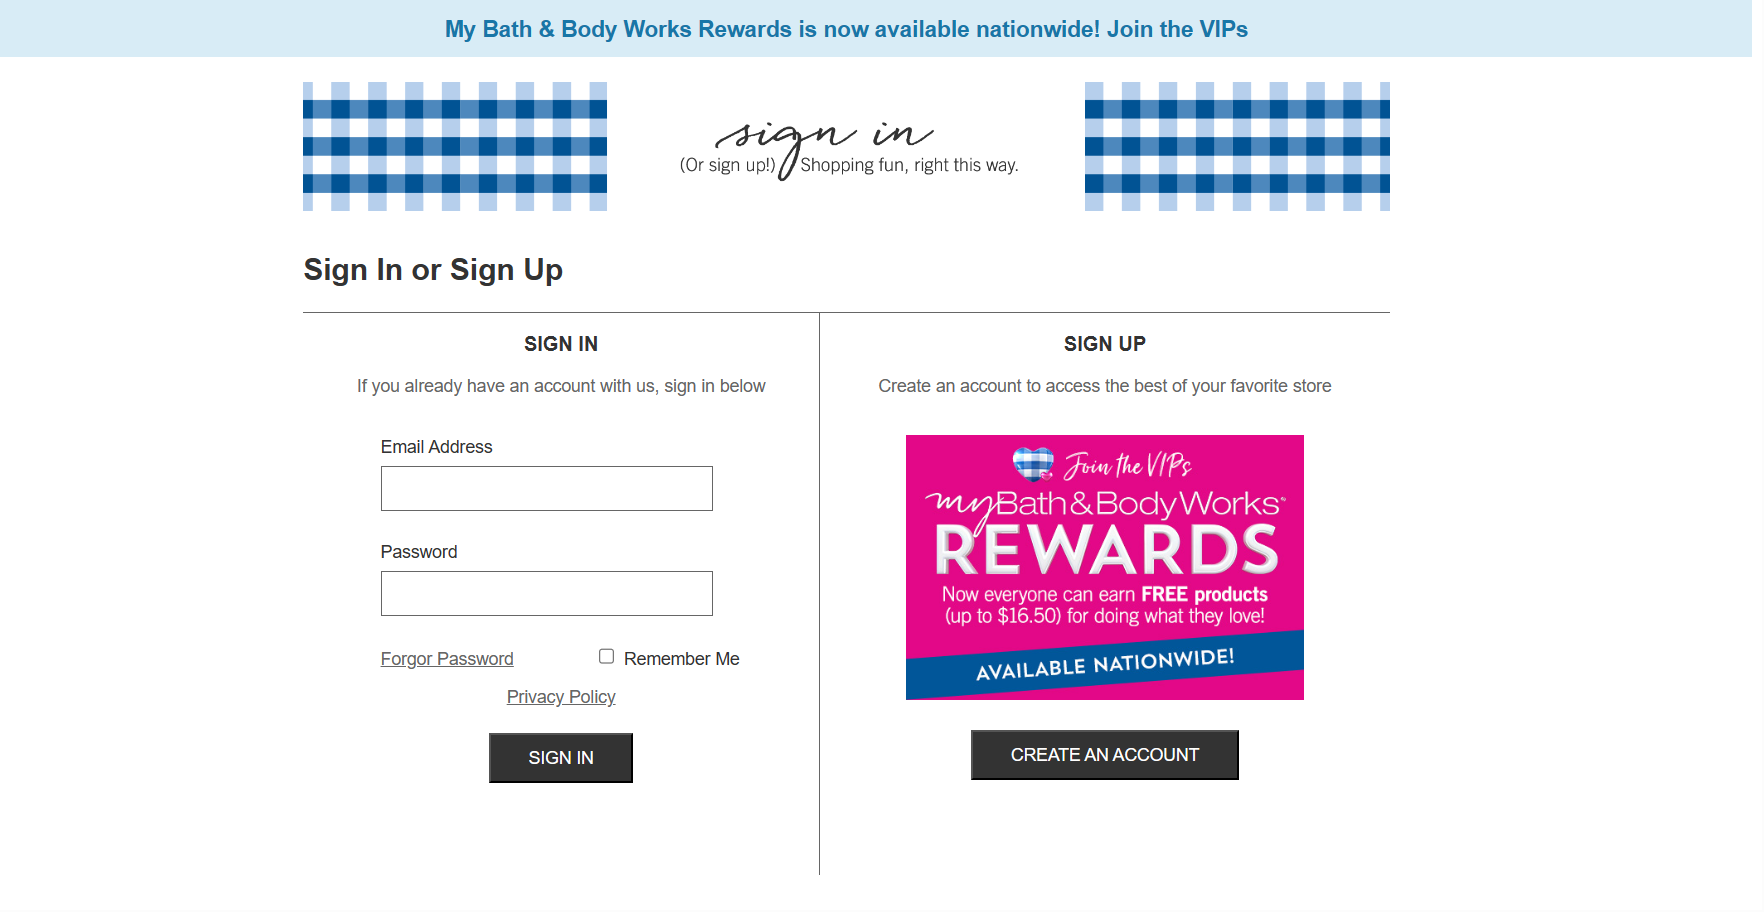 My Bath & Body Works Rewards is now available nationwide! Join the VIPs
sign in
(Or sign up!) Shopping fun, right this way.
Sign In or Sign Up
SIGN IN
If you already have an account with us, sign in below
Email Address
Password
Forgor Password
Remember Me
Privacy Policy
SIGN IN
SIGN UP
Create an account to access the best of your favorite store
Join the VIPs
my Bath & Body Works
REWARDS
Now everyone can earn FREE products
(up to $16.50) for doing what they love!
AVAILABLE NATIONWIDE!
CREATE AN ACCOUNT